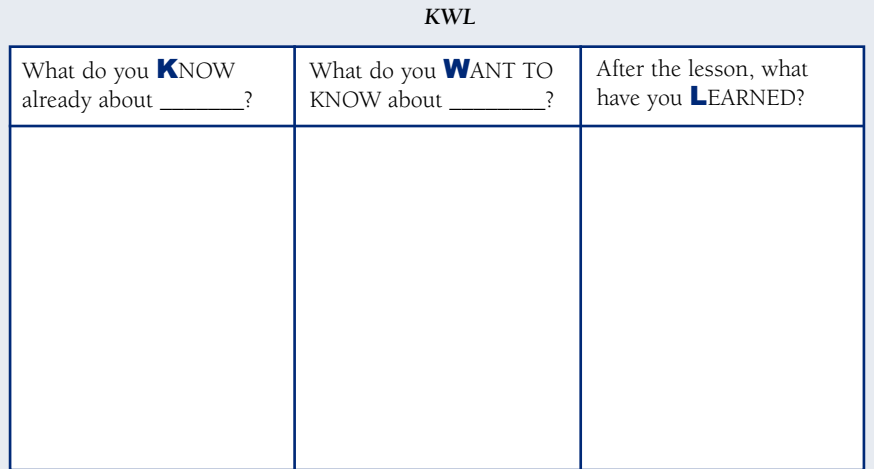 KWL
What do you KNOW
already about _______?
What do you WANT TO
KNOW about ________?
After the lesson, what
have you LEARNED?